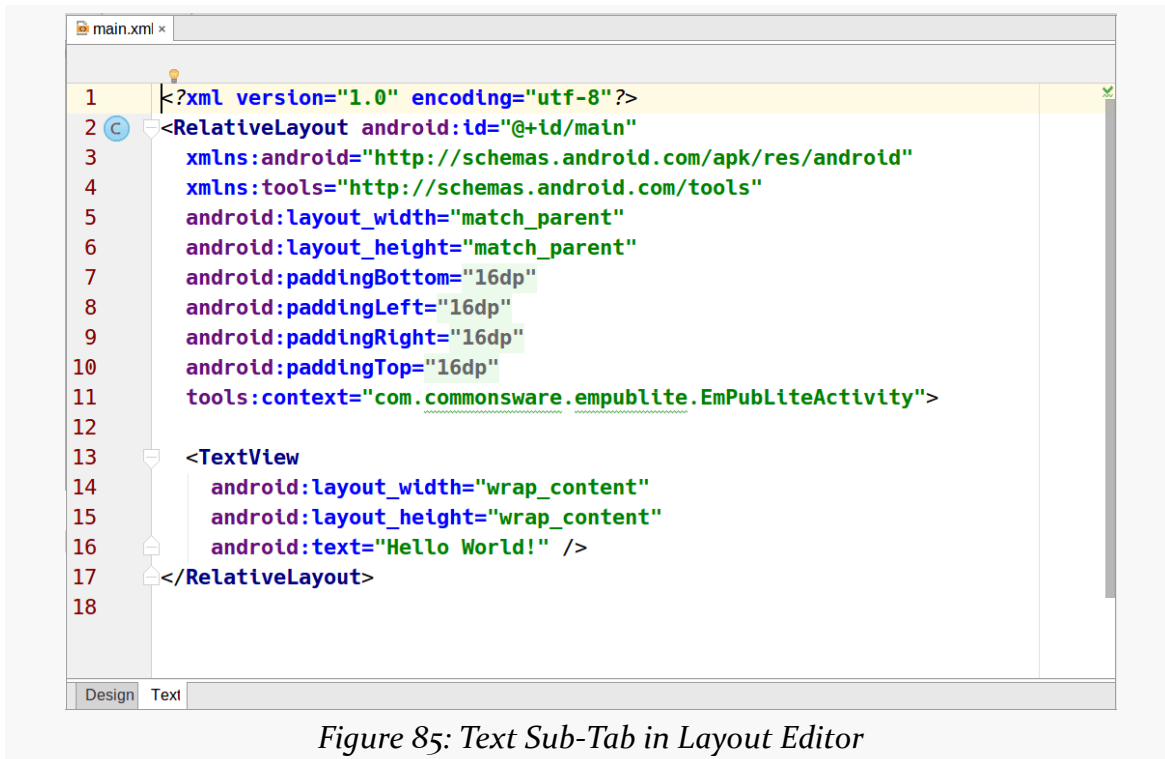 main.xml ×
1 <?xml version="1.0" encoding="utf-8"?>
2 C <RelativeLayout android:id="@+id/main"
3 xmlns:android="http://schemas.android.com/apk/res/android"
4 xmlns:tools="http://schemas.android.com/tools"
5 android:layout_width="match_parent"
6 android:layout_height="match_parent"
7 android:paddingBottom="16dp"
8 android:paddingLeft="16dp"
9 android:paddingRight="16dp"
10 android:paddingTop="16dp"
11 tools:context="com.commonsware.empublite.EmPubLiteActivity">
12
13 <TextView
14 android:layout_width="wrap_content"
15 android:layout_height="wrap_content"
16 android:text="Hello World!" />
17 </RelativeLayout>
18
Design Text
Figure 85: Text Sub-Tab in Layout Editor